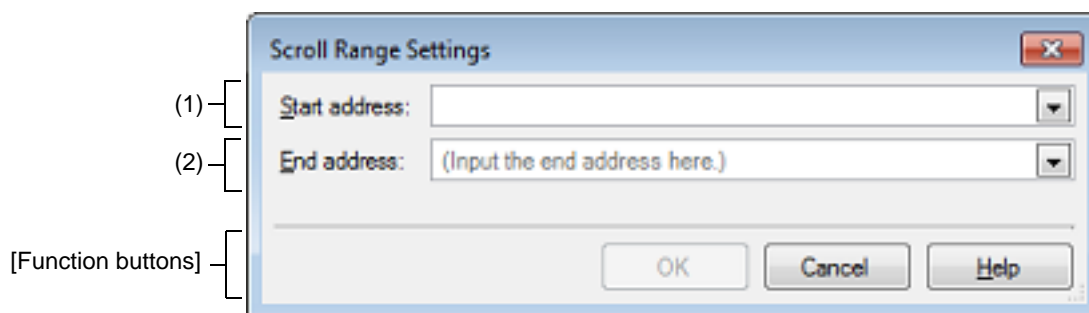 Scroll Range Settings
(1) Start address:
(2) End address: (Input the end address here.)
[Function buttons] OK Cancel Help